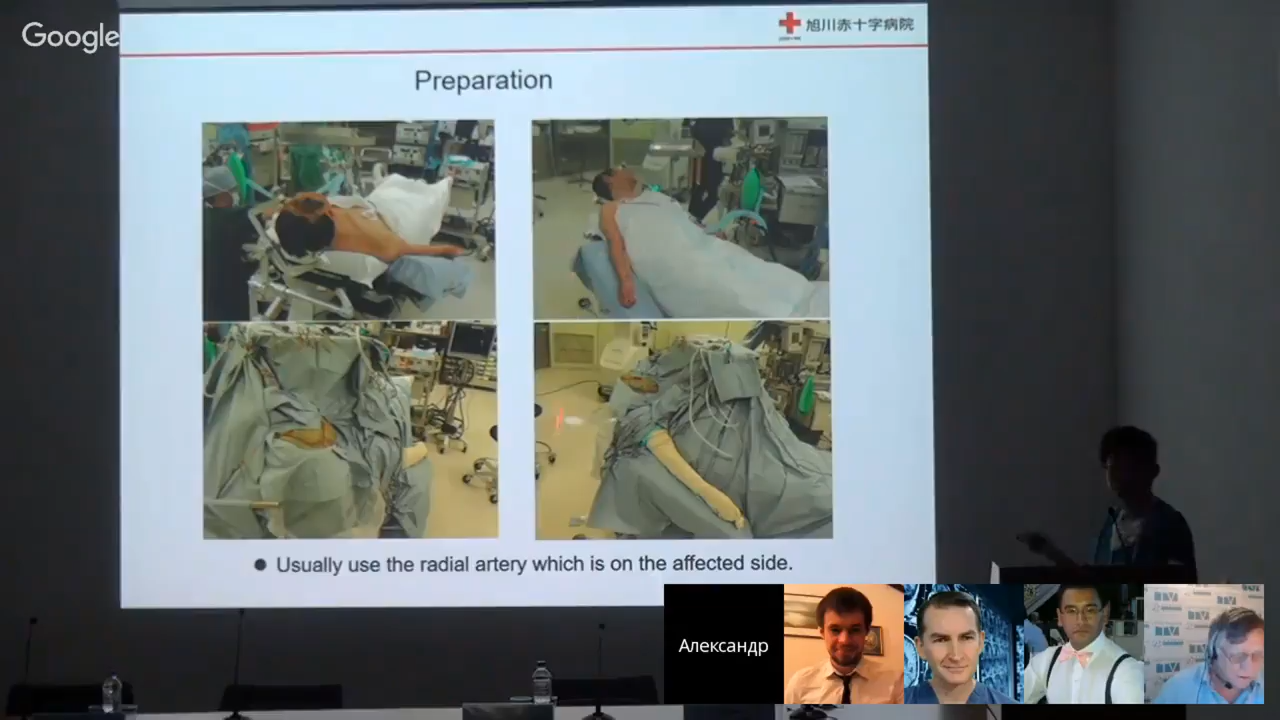 Google
旭川赤十字病院
Preparation
● Usually use the radial artery which is on the affected side.
Александр